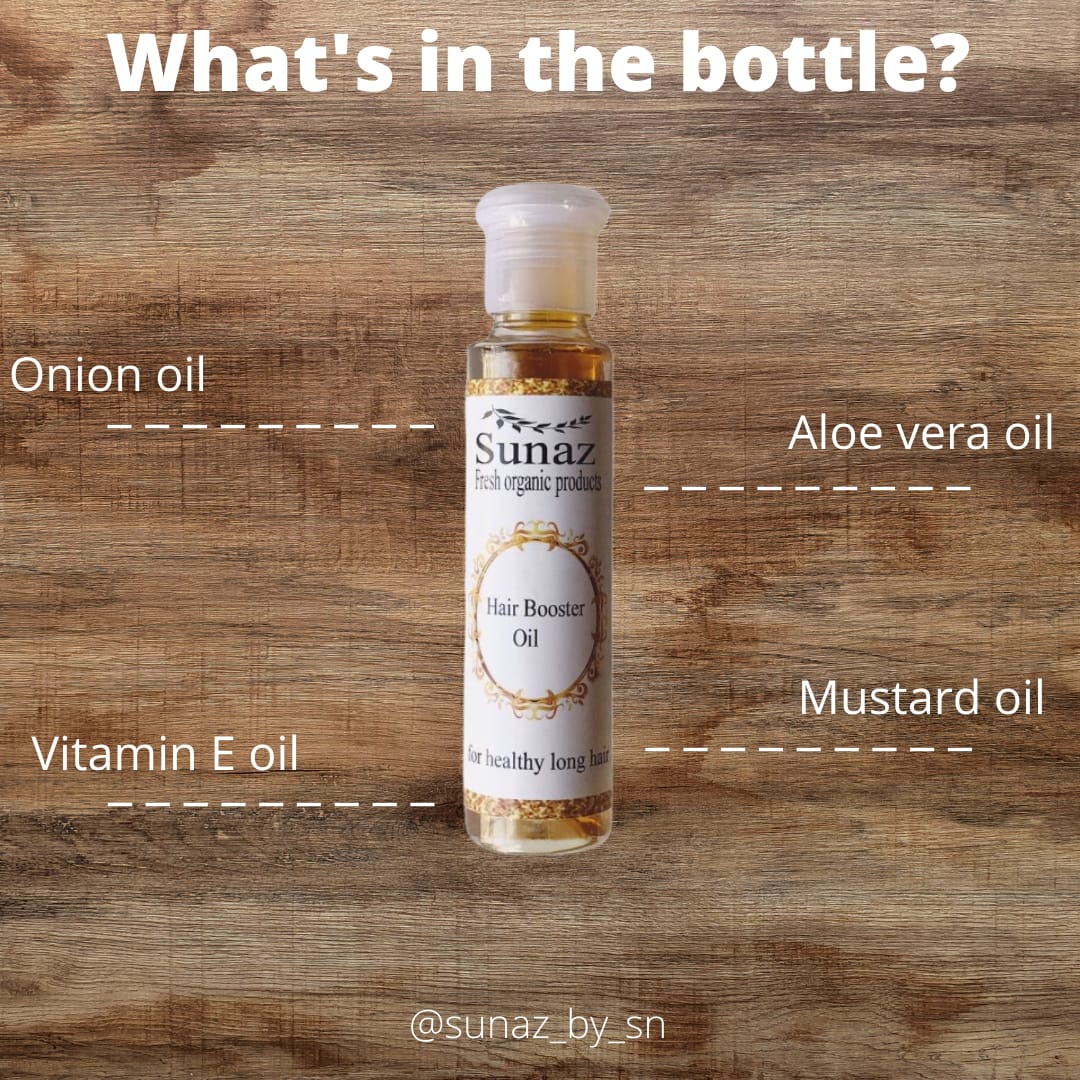 What's in the bottle?
Onion oil
Aloe vera oil
Sunaz
Fresh organic products
Hair Booster
Oil
Mustard oil
Vitamin E oil
for healthy long hair
@sunaz_by_sn